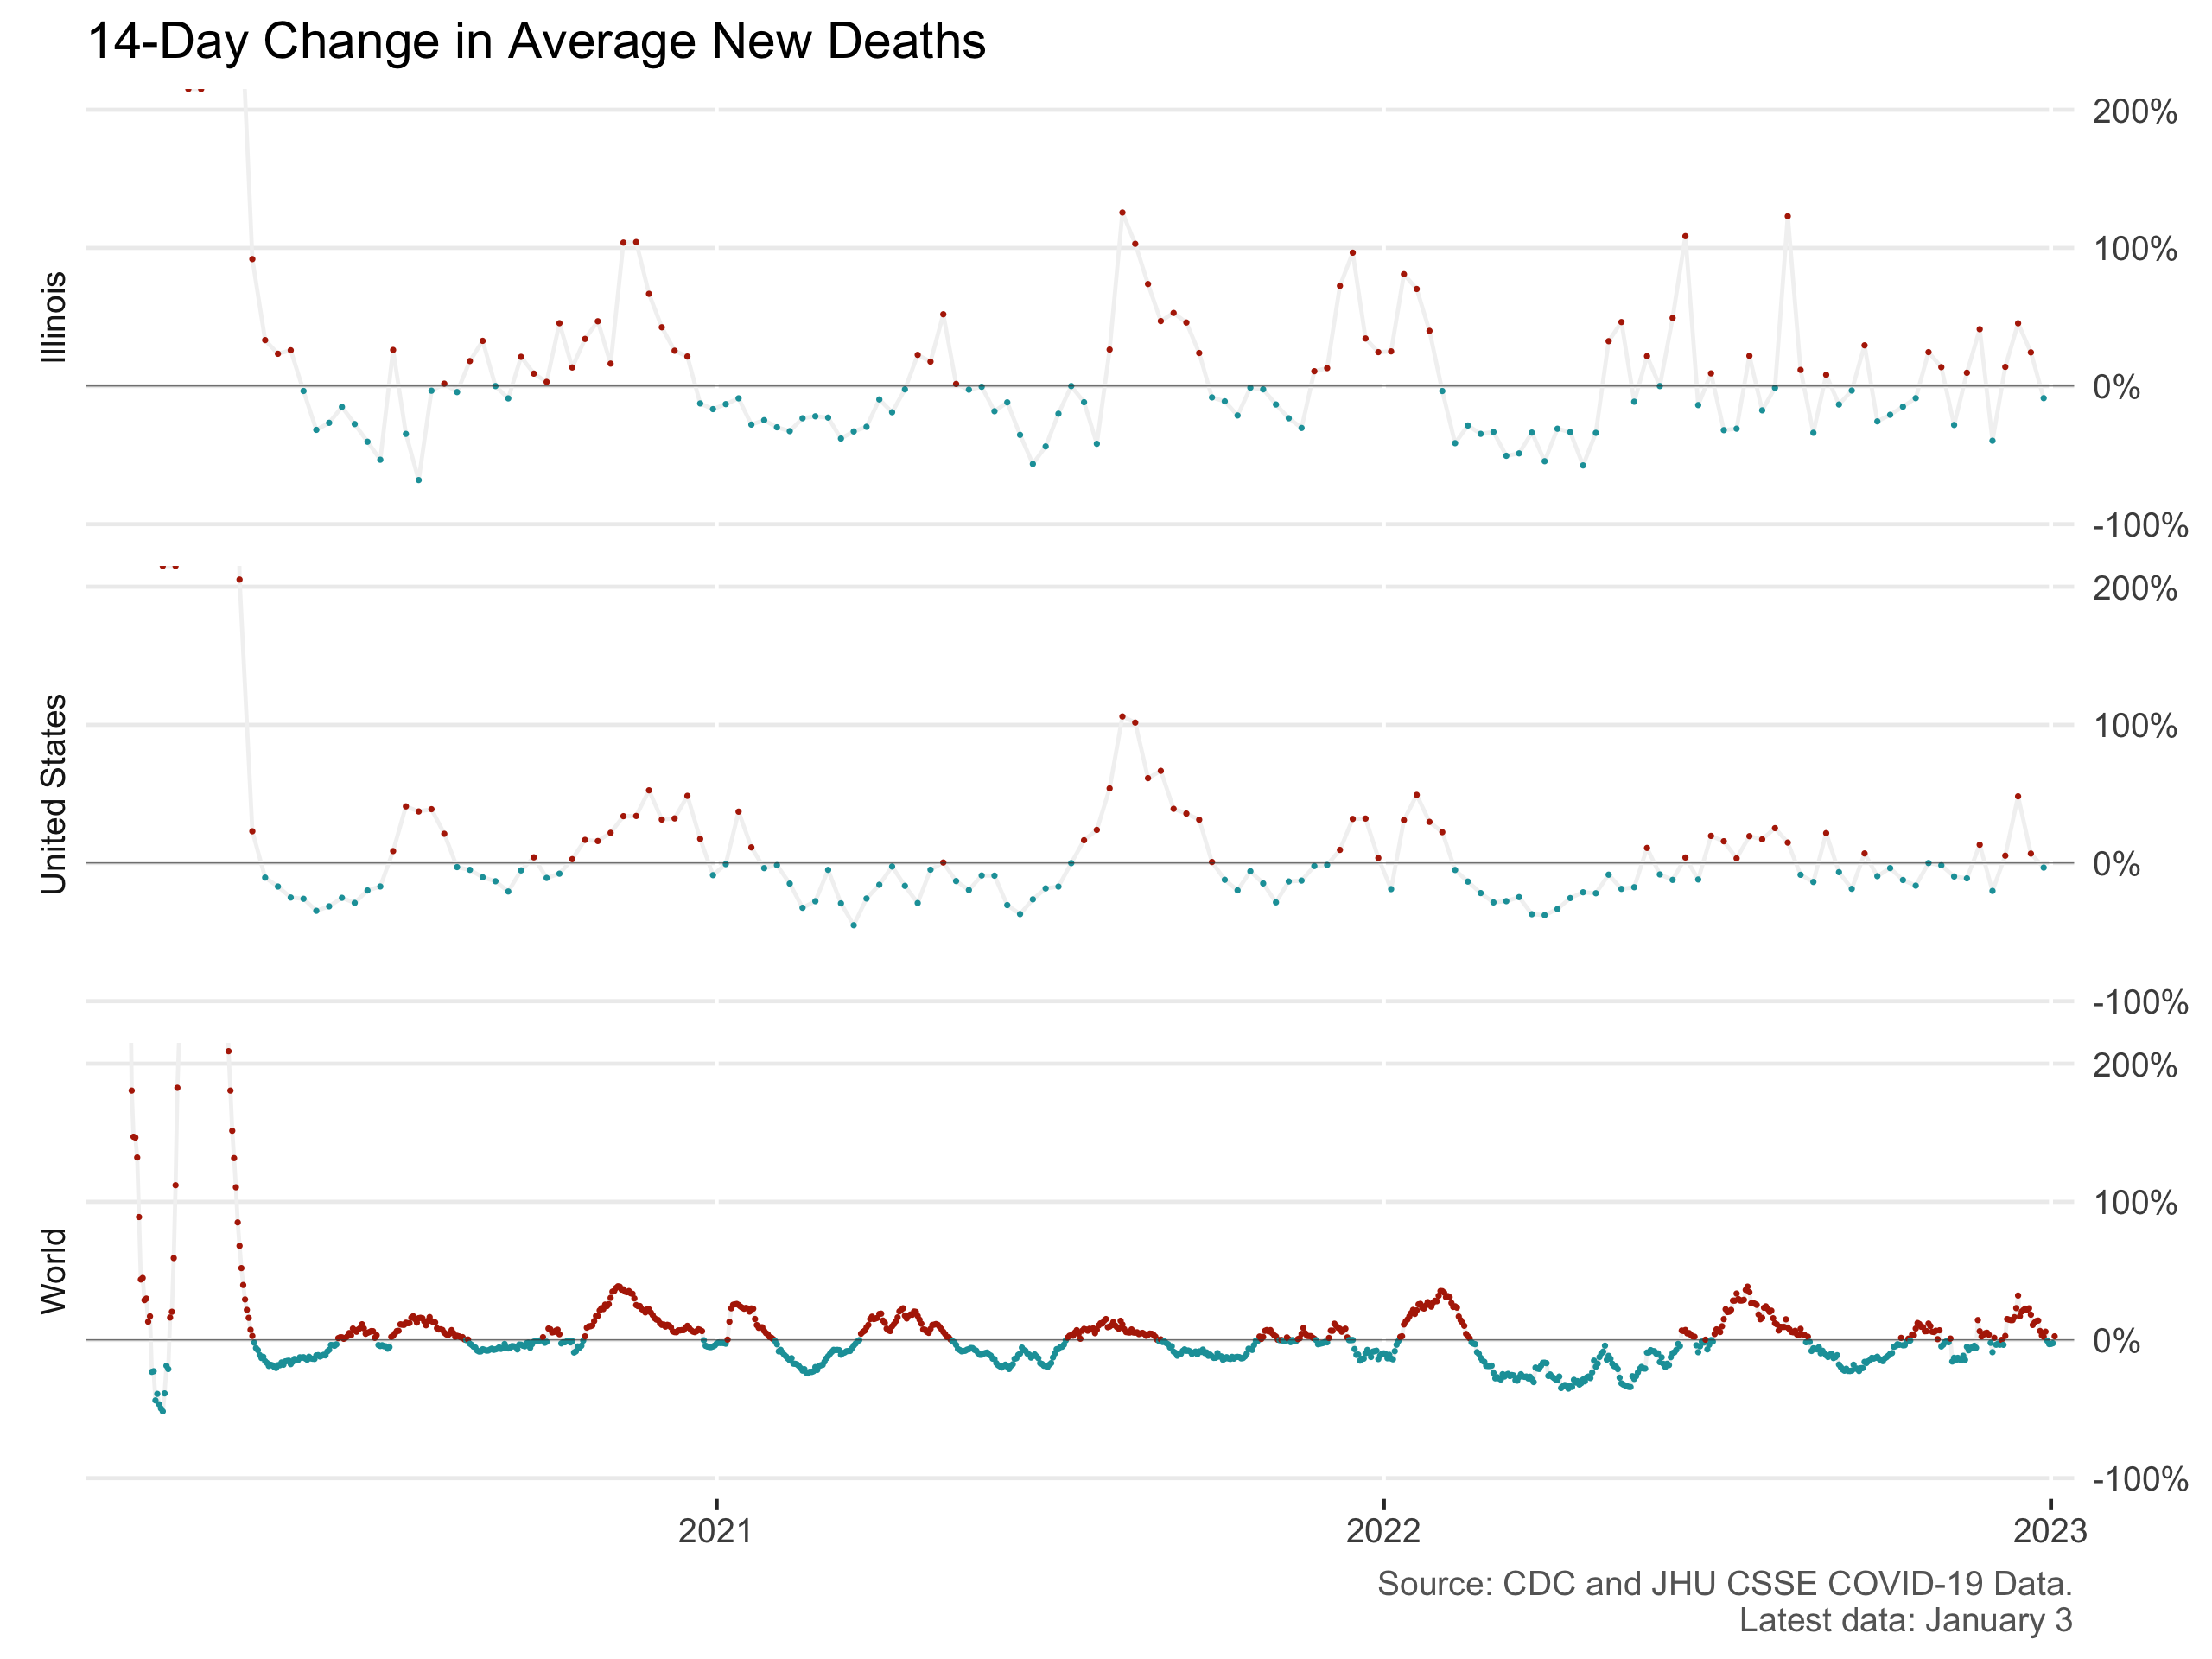 14-Day Change in Average New Deaths
Illinois
200%
100%
0%
-100%
United States
200%
100%
0%
-100%
World
200%
100%
0%
-100%
2021
2022
2023
Source: CDC and JHU CSSE COVID-19 Data.
Latest data: January 3